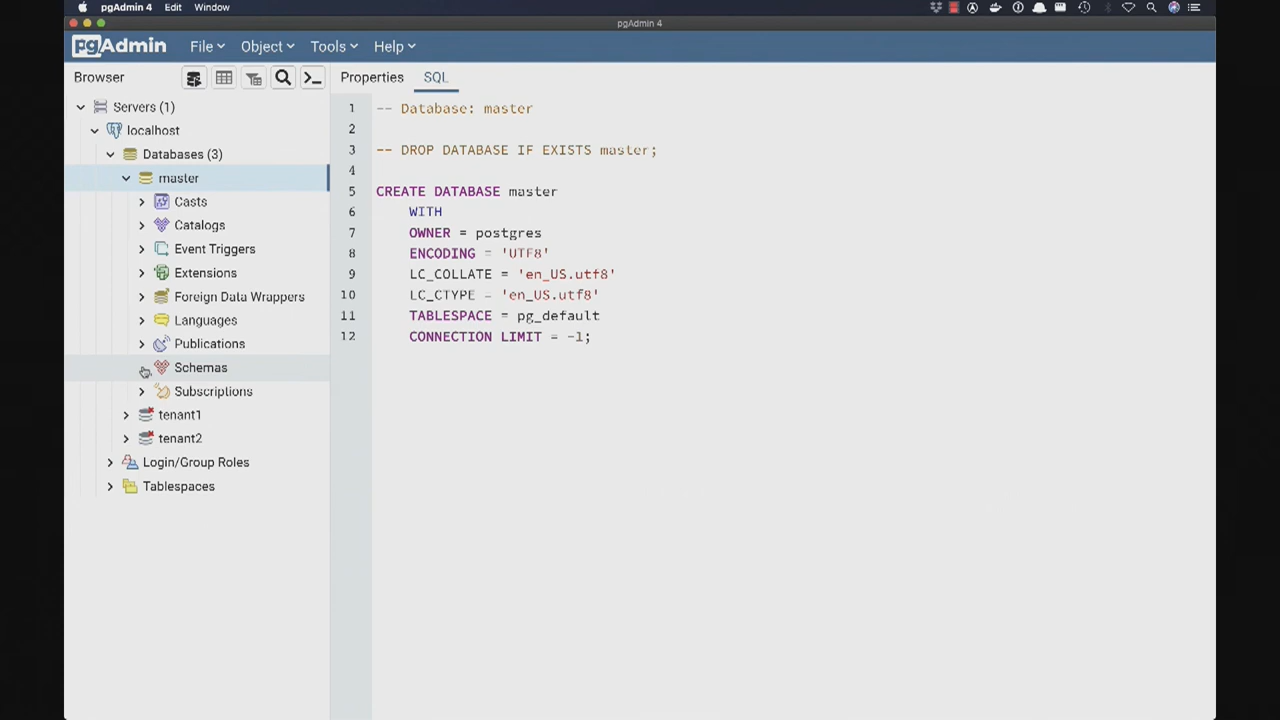 pgAdmin 4 Edit Window
pgAdmin 4
pgAdmin File Object Tools Help
Browser Properties SQL
Servers (1)
localhost
Databases (3)
master
Casts
Catalogs
Event Triggers
Extensions
Foreign Data Wrappers
Languages
Publications
Schemas
Subscriptions
tenant1
tenant2
Login/Group Roles
Tablespaces
1 -- Database: master
2
3 -- DROP DATABASE IF EXISTS master;
4
5 CREATE DATABASE master
6 WITH
7 OWNER = postgres
8 ENCODING = 'UTF8'
9 LC_COLLATE = 'en_US.utf8'
10 LC_CTYPE = 'en_US.utf8'
11 TABLESPACE = pg_default
12 CONNECTION LIMIT = -1;